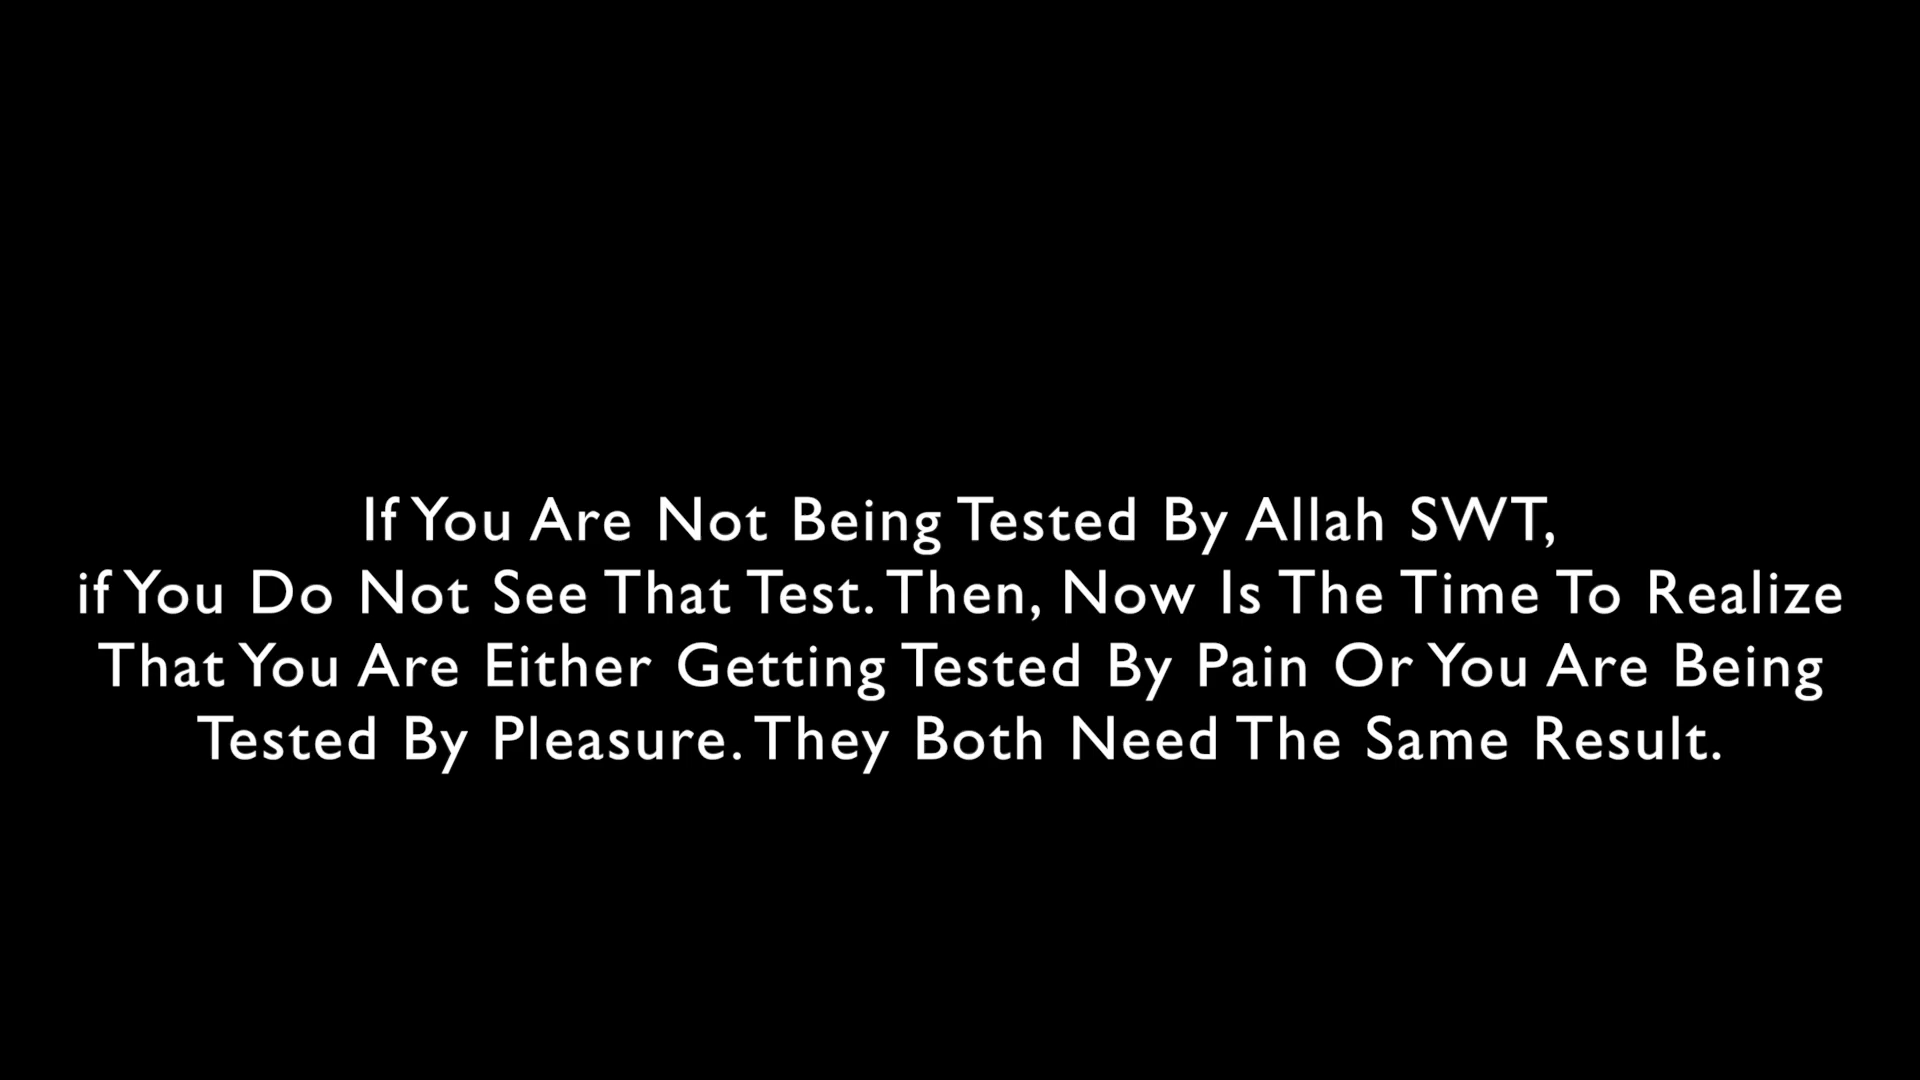 If You Are Not Being Tested By Allah SWT,
if You Do Not See That Test. Then, Now Is The Time To Realize
That You Are Either Getting Tested By Pain Or You Are Being
Tested By Pleasure. They Both Need The Same Result.